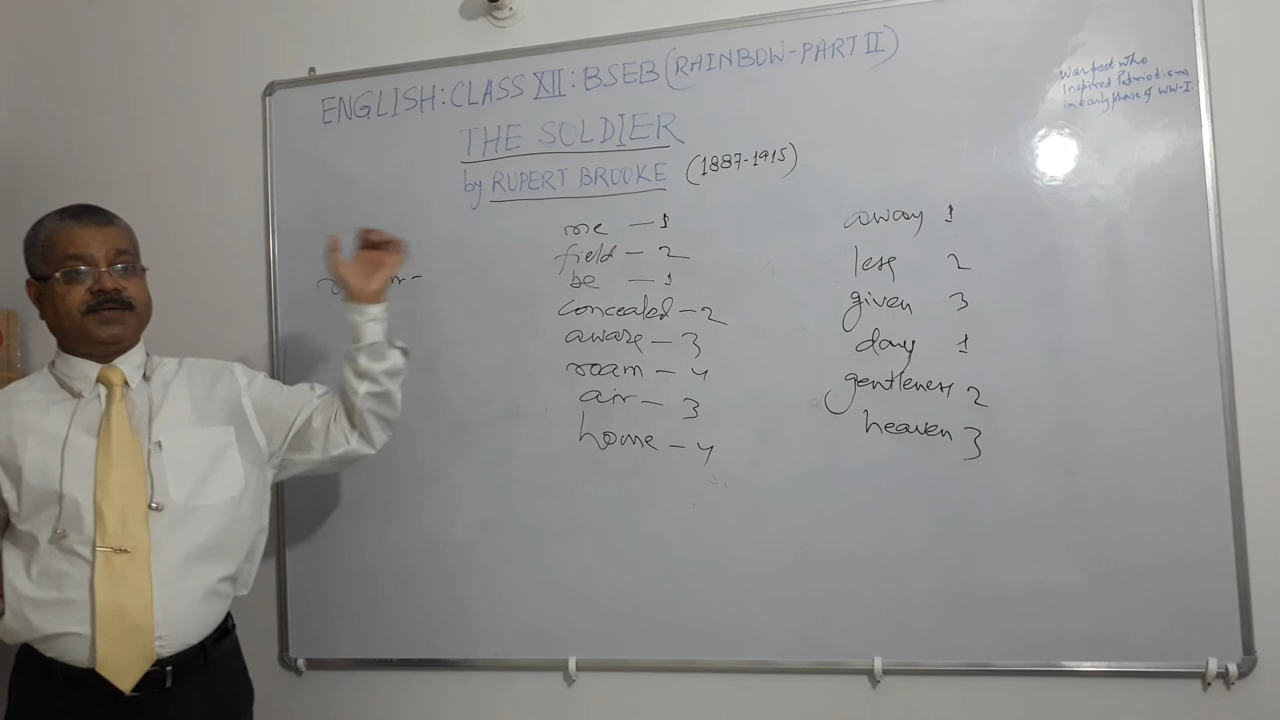 ENGLISH: CLASS XII: BSEB (RAINBOW-PART II)
War poet who
Inspired Patriotism
in early phase of WW-I.
THE SOLDIER
by RUPERT BROOKE (1887-1915)
me - 1
field - 2
be - 1
concealed - 2
aware - 3
roam - 4
air - 3
home - 4
away 1
less 2
given 3
day 1
gentleness 2
heaven 3